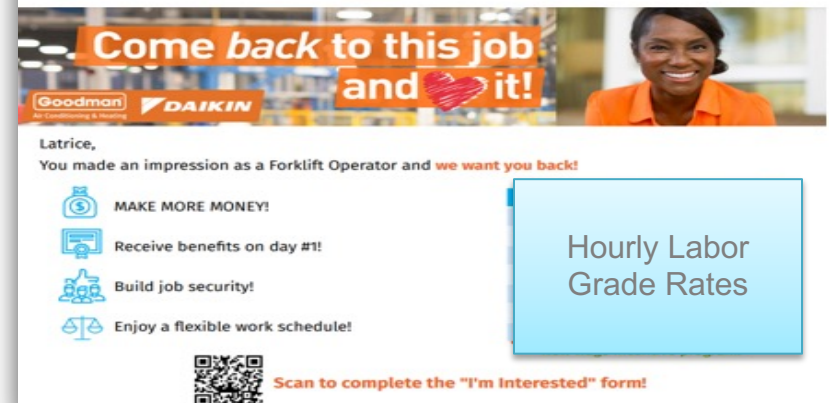 Come back to this job
and it!
Goodman
Air Conditioning & Heating
DAIKIN
Latrice,
You made an impression as a Forklift Operator and we want you back!
MAKE MORE MONEY!
Receive benefits on day #1!
Build job security!
Enjoy a flexible work schedule!
Hourly Labor
Grade Rates
Scan to complete the "I'm Interested" form!